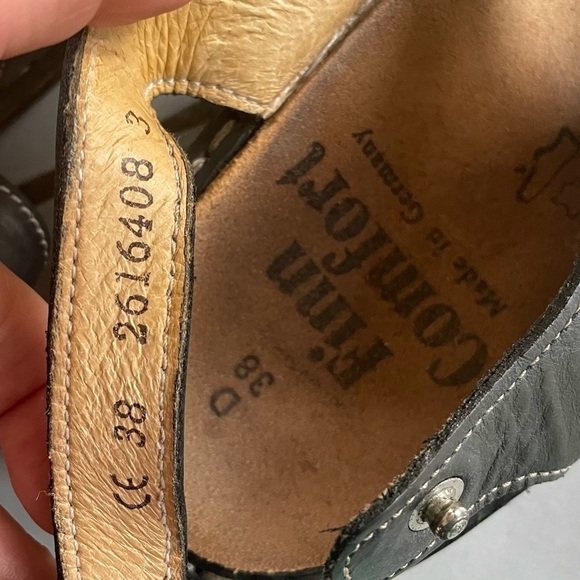 CE 38 2616408 3
Finn
Comfort
Made in Germany
D
38